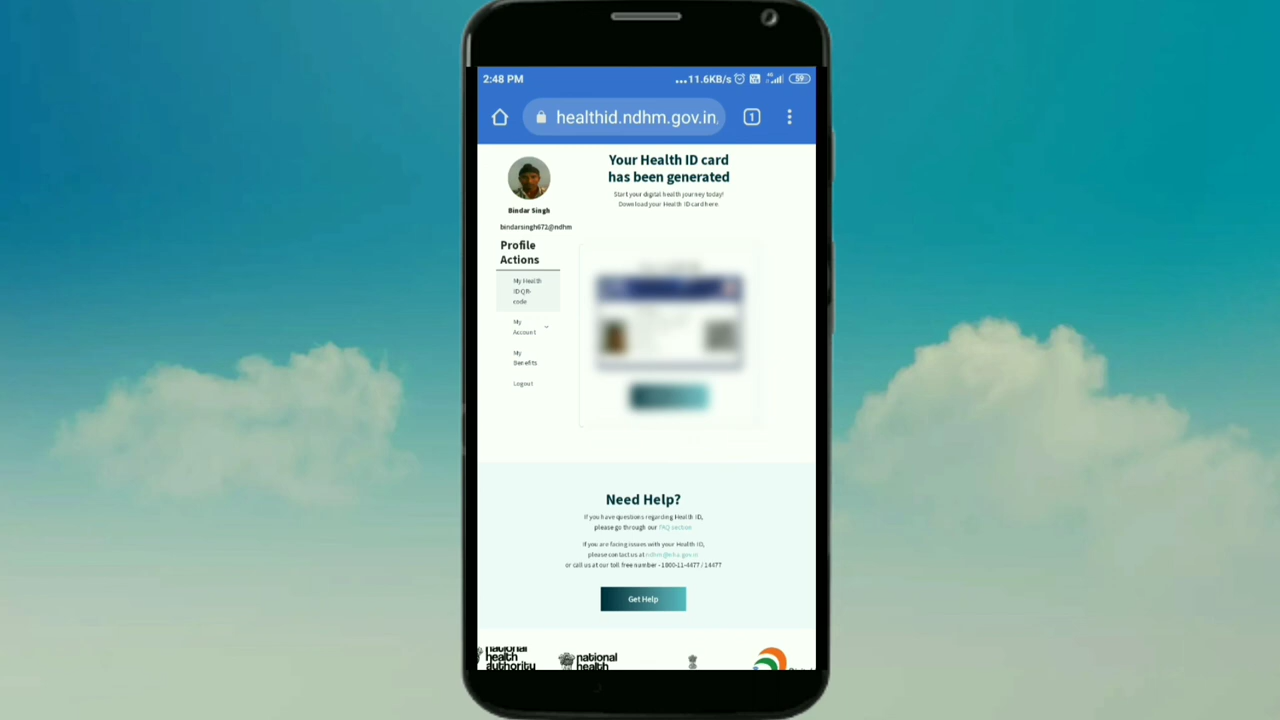 2:48 PM
...11.6KB/s
4G
59
healthid.ndhm.gov.in
1
Your Health ID card
has been generated
Start your digital health journey today!
Download your Health ID card here.
Bindar Singh
bindarsingh672@ndhm
Profile
Actions
My Health
ID QR-
code
My
Account
My
Benefits
Logout
Need Help?
If you have questions regarding Health ID,
please go through our FAQ section
If you are facing issues with your Health ID,
please contact us at ndhm@nha.gov.in
or call us at our toll free number - 1800-11-4477 / 14477
Get Help
national
health
authority
national
health